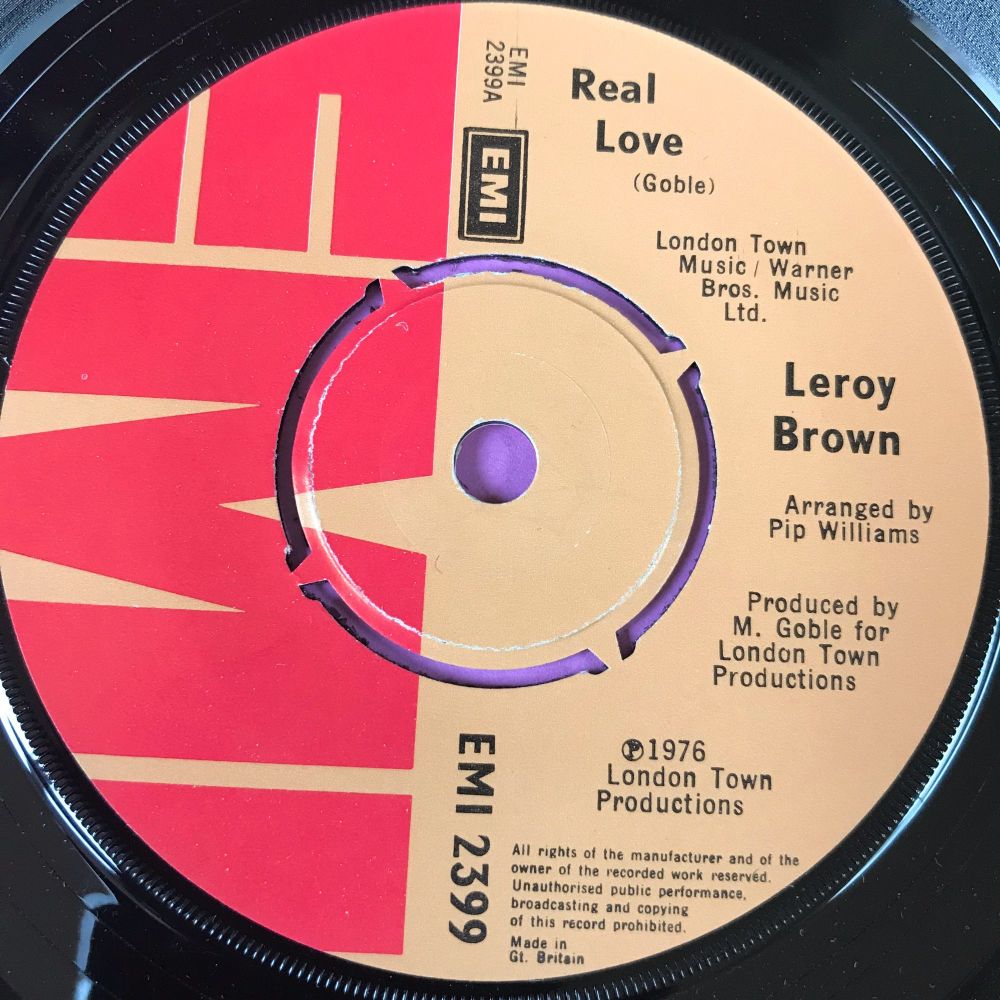 EMI
2399A
EMI
Real
Love
(Goble)
London Town
Music / Warner
Bros. Music
Ltd.
Leroy
Brown
Arranged by
Pip Williams
Produced by
M. Goble for
London Town
Productions
Ⓟ1976
London Town
Productions
EMI 2399
All rights of the manufacturer and of the
owner of the recorded work reserved.
Unauthorised public performance,
broadcasting and copying
of this record prohibited.
Made in
Gt. Britain